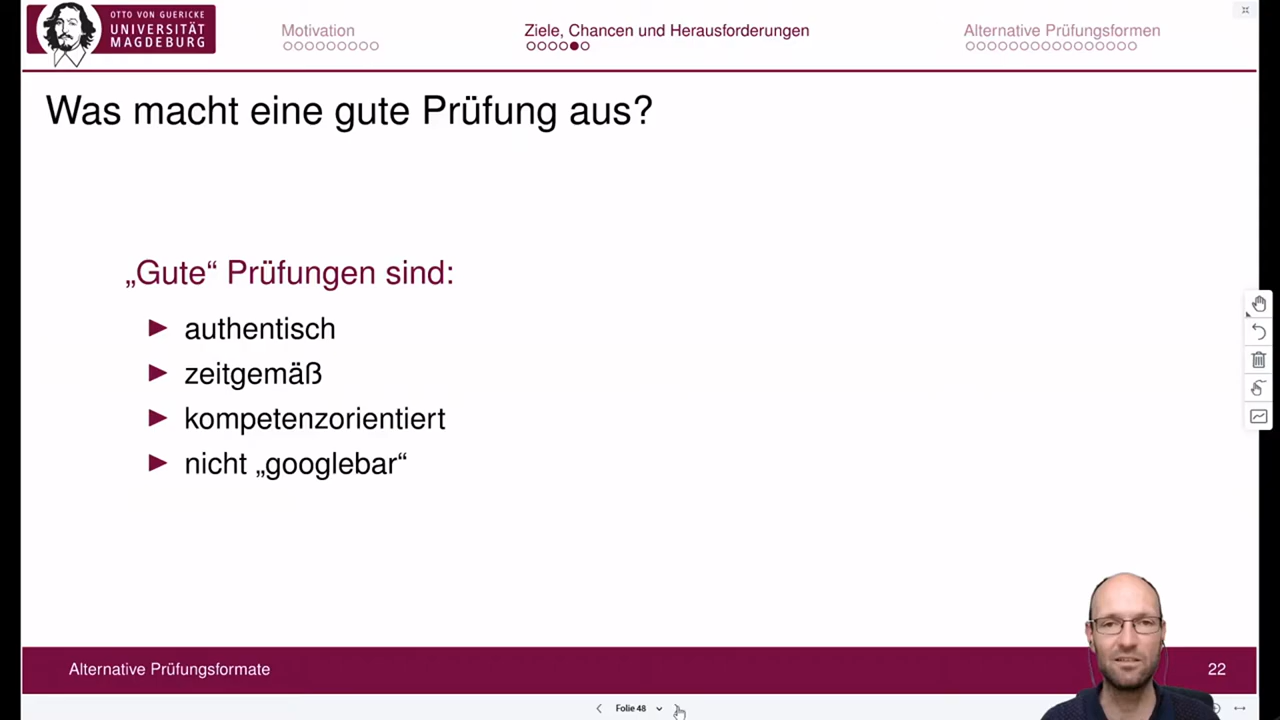 OTTO VON GUERICKE
UNIVERSITÄT
MAGDEBURG
Motivation
Ziele, Chancen und Herausforderungen
Alternative Prüfungsformen
Was macht eine gute Prüfung aus?
„Gute“ Prüfungen sind:
authentisch
zeitgemäß
kompetenzorientiert
nicht „googlebar“
Alternative Prüfungsformate
22
Folie 48